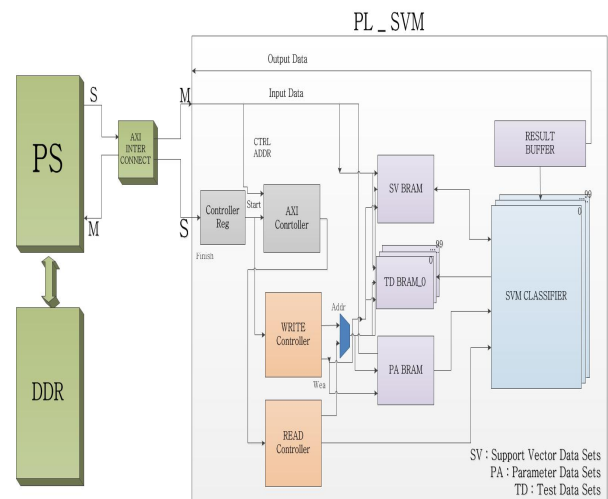 PL _ SVM
Output Data
Input Data
S
M
PS
AXI
INTER
CONNECT
M
S
DDR
CTRL
ADDR
Controller
Reg
Start
AXI
Conrtoller
Finish
WRITE
Controller
Addr
Wea
READ
Controller
SV BRAM
99
...
0
TD BRAM_0
PA BRAM
RESULT
BUFFER
99
...
0
SVM CLASSIFIER
SV : Support Vector Data Sets
PA : Parameter Data Sets
TD : Test Data Sets